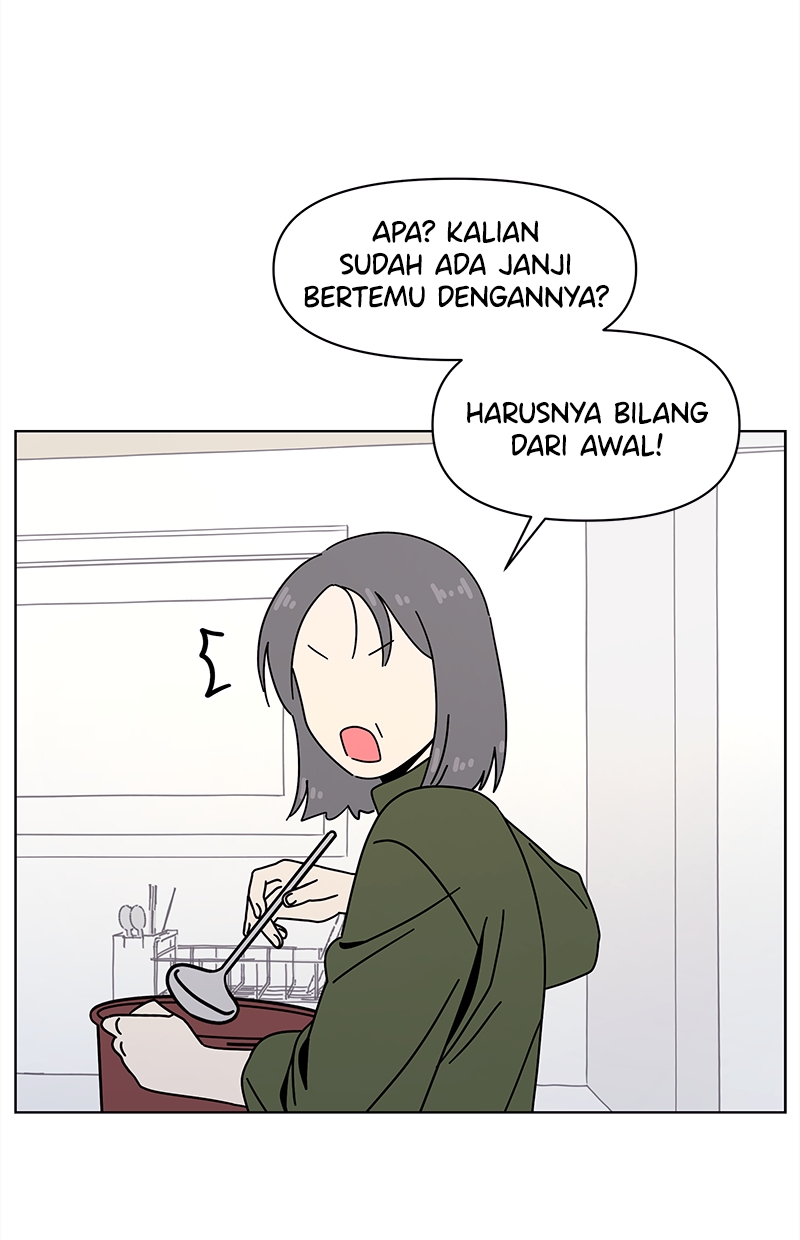 APA? KALIAN
SUDAH ADA JANJI
BERTEMU DENGANNYA?
HARUSNYA BILANG
DARI AWAL!